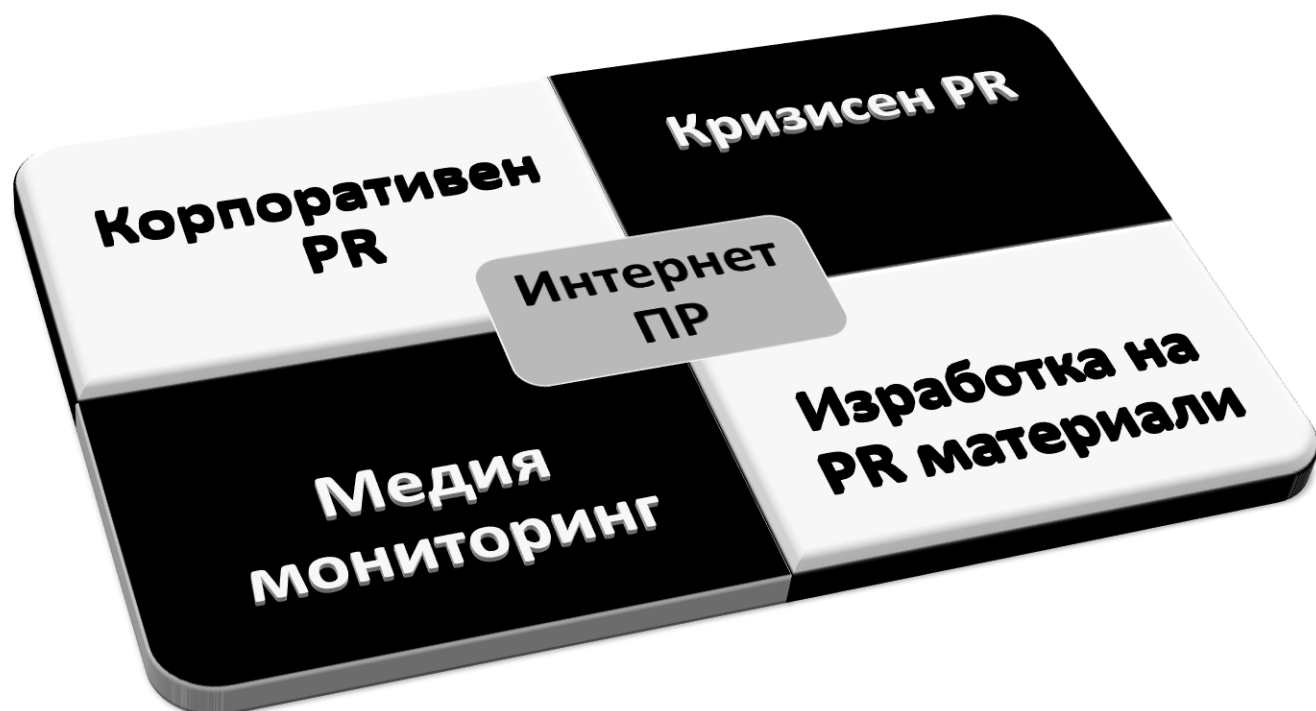 Корпоративен
PR
Кризисен PR
Интернет
ПР
Медия
мониторинг
Изработка на
PR материали